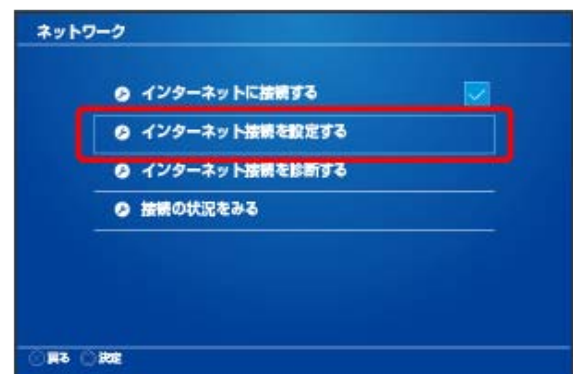 ネットワーク
インターネットに接続する
インターネット接続を設定する
インターネット接続を診断する
接続の状況をみる
戻る 決定